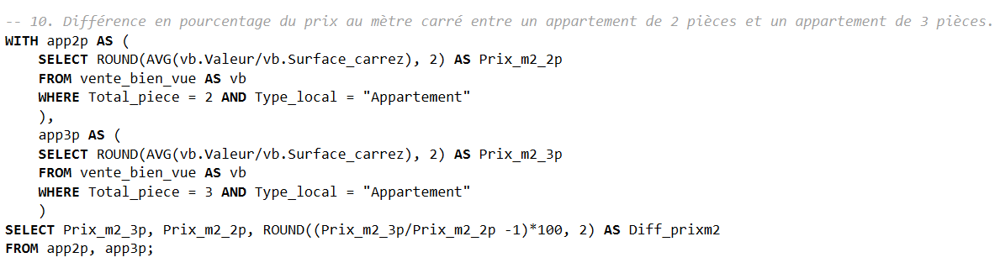 -- 10. Différence en pourcentage du prix au mètre carré entre un appartement de 2 pièces et un appartement de 3 pièces.
WITH app2p AS (
    SELECT ROUND(AVG(vb.Valeur/vb.Surface_carrez), 2) AS Prix_m2_2p
    FROM vente_bien_vue AS vb
    WHERE Total_piece = 2 AND Type_local = "Appartement"
    ),
    app3p AS (
    SELECT ROUND(AVG(vb.Valeur/vb.Surface_carrez), 2) AS Prix_m2_3p
    FROM vente_bien_vue AS vb
    WHERE Total_piece = 3 AND Type_local = "Appartement"
    )
SELECT Prix_m2_3p, Prix_m2_2p, ROUND((Prix_m2_3p/Prix_m2_2p -1)*100, 2) AS Diff_prixm2
FROM app2p, app3p;